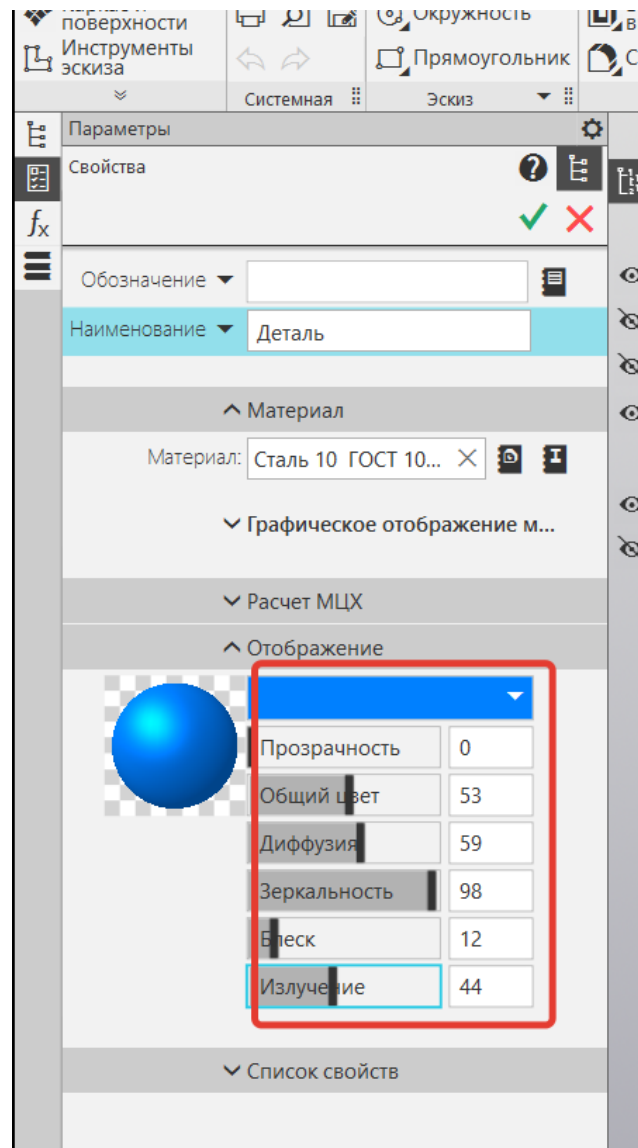 поверхности
Инструменты
эскиза
Окружность
Прямоугольник
Системная
Эскиз
Параметры
Свойства
fx
Обозначение
Наименование Деталь
Материал
Материал: Сталь 10 ГОСТ 10...
Графическое отображение м...
Расчет МЦХ
Отображение
Прозрачность 0
Общий цвет 53
Диффузия 59
Зеркальность 98
Блеск 12
Излучение 44
Список свойств